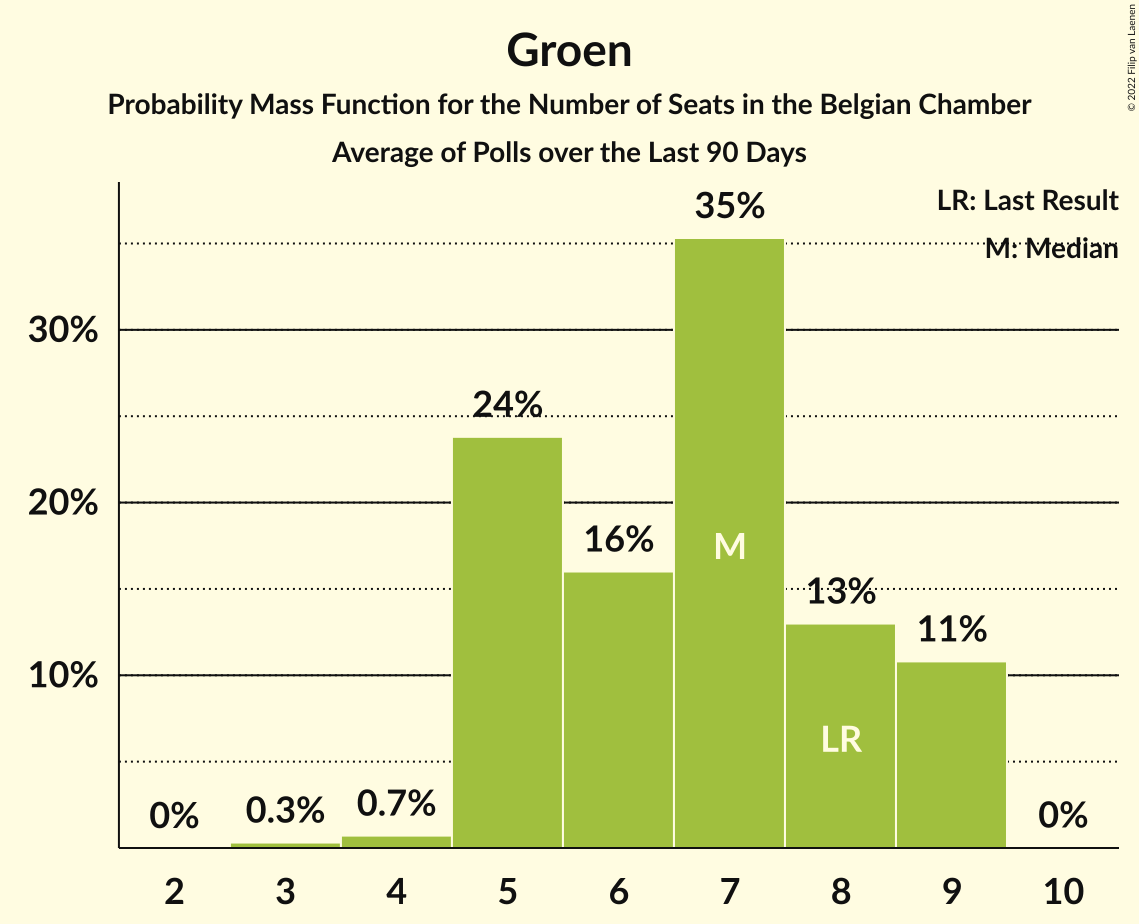 Groen
Probability Mass Function for the Number of Seats in the Belgian Chamber
Average of Polls over the Last 90 Days
© 2022 Filip van Laenen
LR: Last Result
M: Median
35%
30%
24%
20%
16%
M
13%
11%
10%
LR
0%
0.3%
0.7%
0%
2 3 4 5 6 7 8 9 10